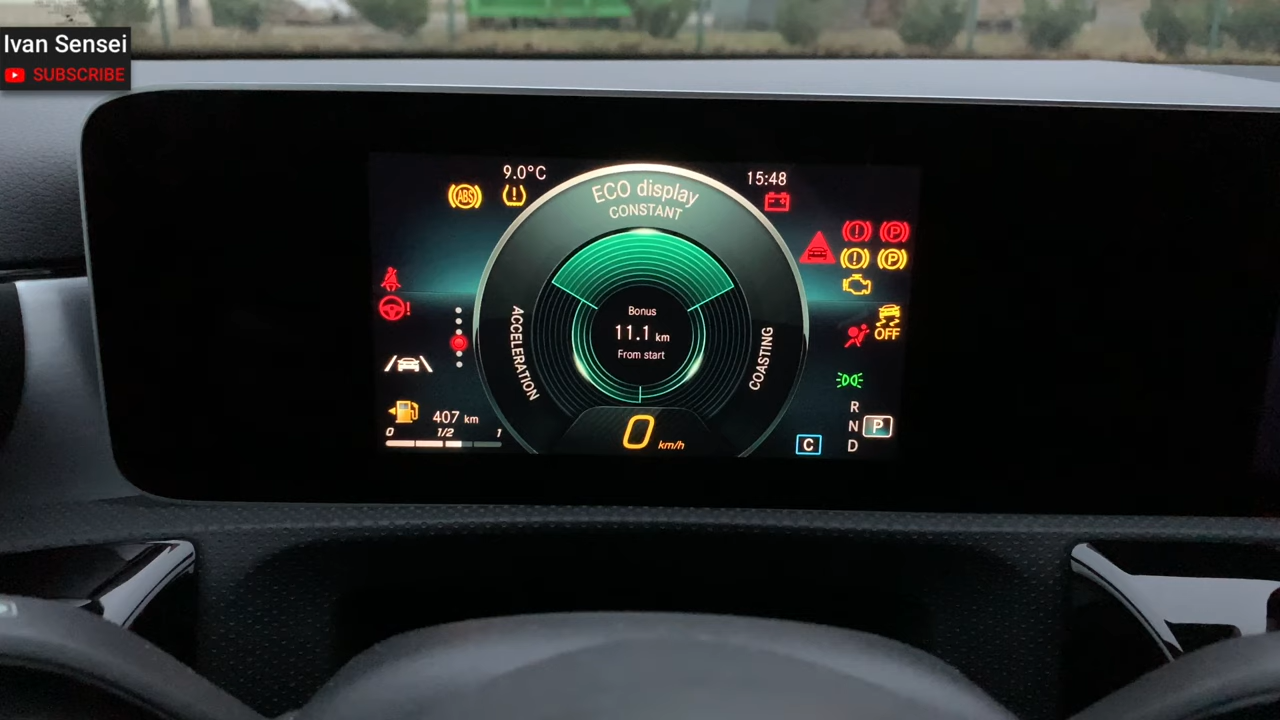 Ivan Sensei
SUBSCRIBE
9.0°C
15:48
ABS
ECO display
CONSTANT
ACCELERATION
COASTING
Bonus
11.1 km
From start
P
P
OFF
407 km
0 1/2 1
0 km/h
C
R
N P
D